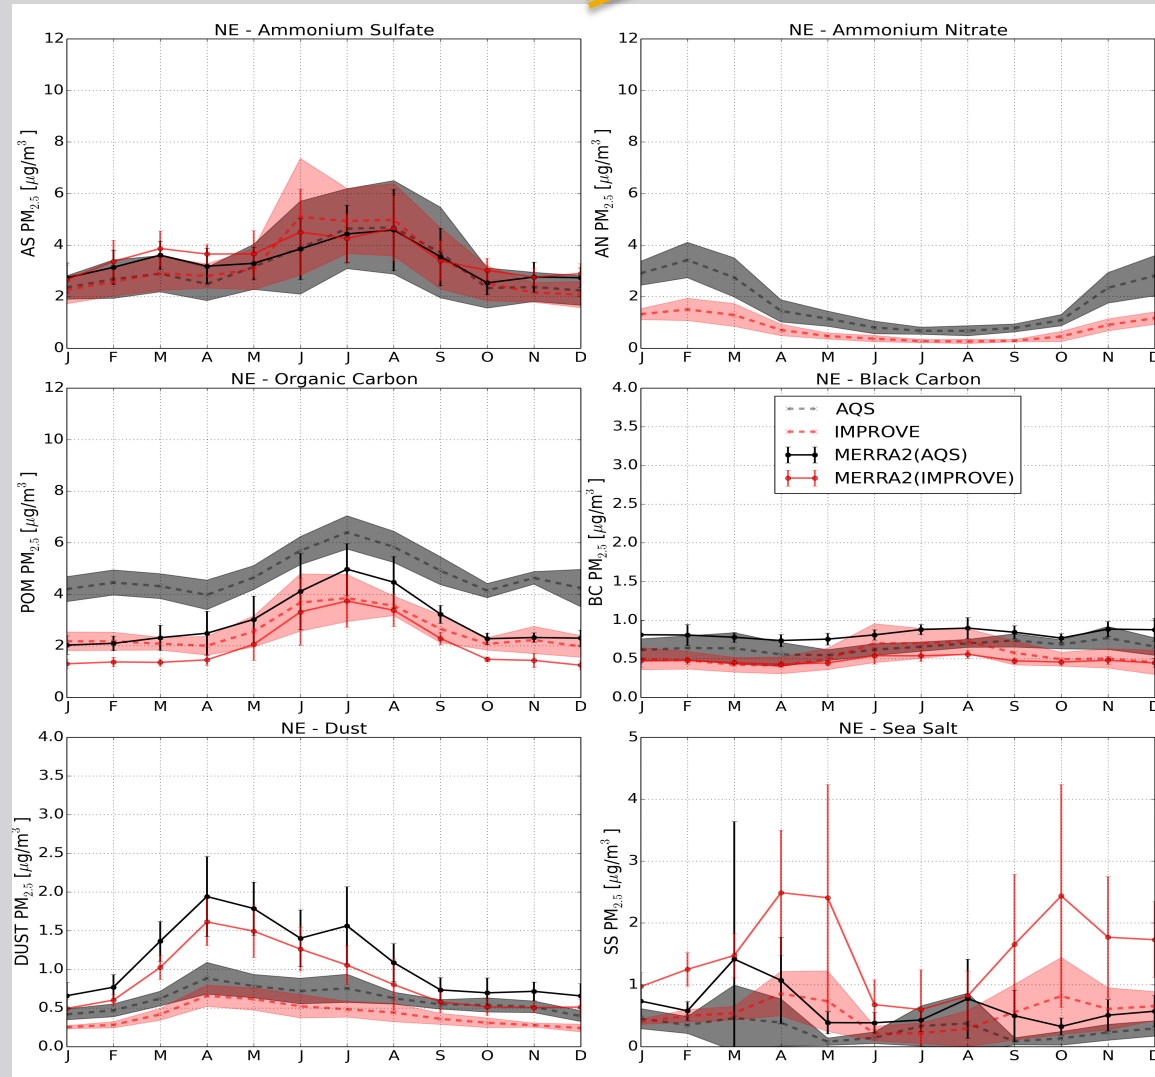 NE - Ammonium Sulfate
12
10
8
6
4
2
0
AS PM2.5 [μg/m3 ]
J F M A M J J A S O N D
NE - Ammonium Nitrate
12
10
8
6
4
2
0
AN PM2.5 [μg/m3 ]
J F M A M J J A S O N D
NE - Organic Carbon
12
10
8
6
4
2
0
POM PM2.5 [μg/m3 ]
J F M A M J J A S O N D
NE - Black Carbon
4.0
3.5
3.0
2.5
2.0
1.5
1.0
0.5
0.0
BC PM2.5 [μg/m3 ]
AQS
IMPROVE
MERRA2(AQS)
MERRA2(IMPROVE)
J F M A M J J A S O N D
NE - Dust
4.0
3.5
3.0
2.5
2.0
1.5
1.0
0.5
0.0
DUST PM2.5 [μg/m3 ]
J F M A M J J A S O N D
NE - Sea Salt
5
4
3
2
1
0
SS PM2.5 [μg/m3 ]
J F M A M J J A S O N D